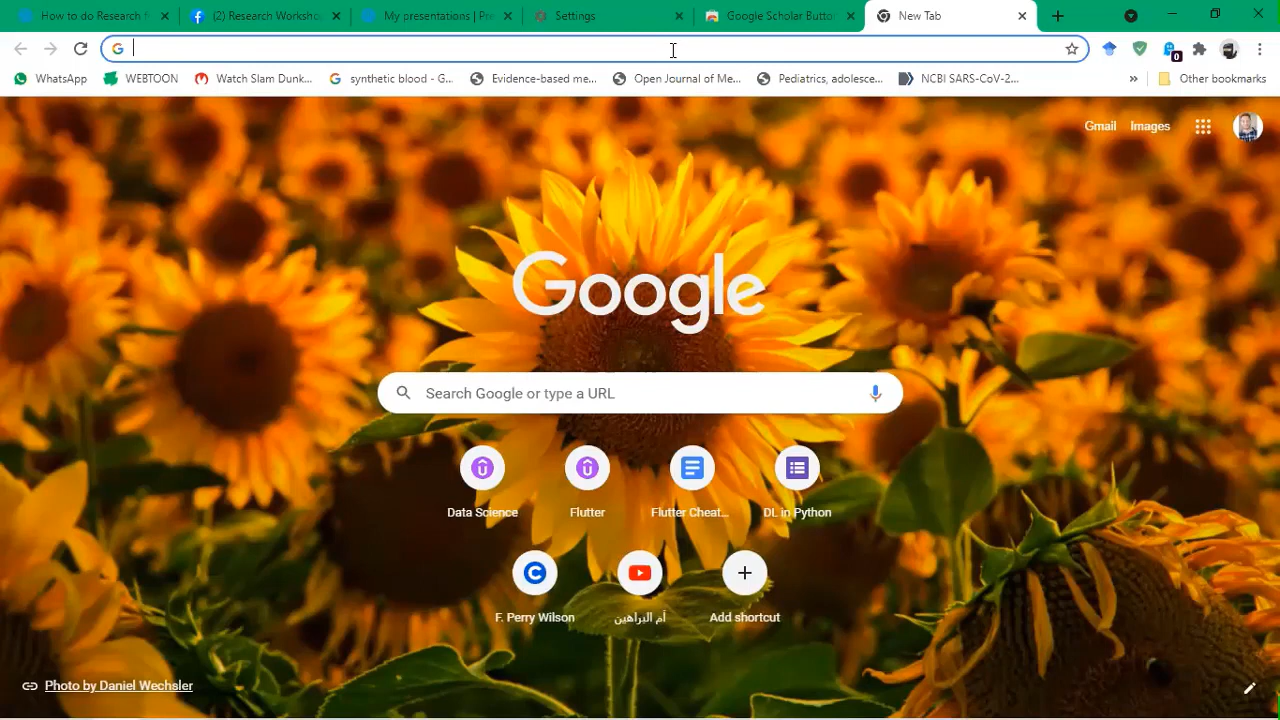 How to do Research f
(2) Research Worksho
My presentations | Pre
Settings
Google Scholar Butto
New Tab
WhatsApp
WEBTOON
Watch Slam Dunk...
synthetic blood - G...
Evidence-based me...
Open Journal of Me...
Pediatrics, adolesce...
NCBI SARS-CoV-2...
»
Other bookmarks
0
Gmail
Images
Google
Search Google or type a URL
Data Science
Flutter
Flutter Cheat...
DL in Python
F. Perry Wilson
أم البراهين
Add shortcut
Photo by Daniel Wechsler